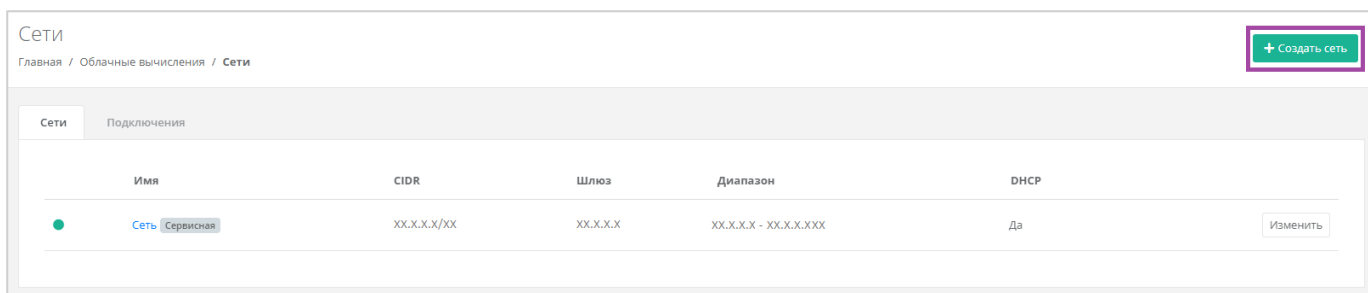 Сети
+ Создать сеть
Главная / Облачные вычисления / Сети
Сети Подключения
Имя CIDR Шлюз Диапазон DHCP
Сеть Сервисная XX.X.X.X/XX XX.X.X.X XX.X.X.X - XX.X.X.XXX Да Изменить